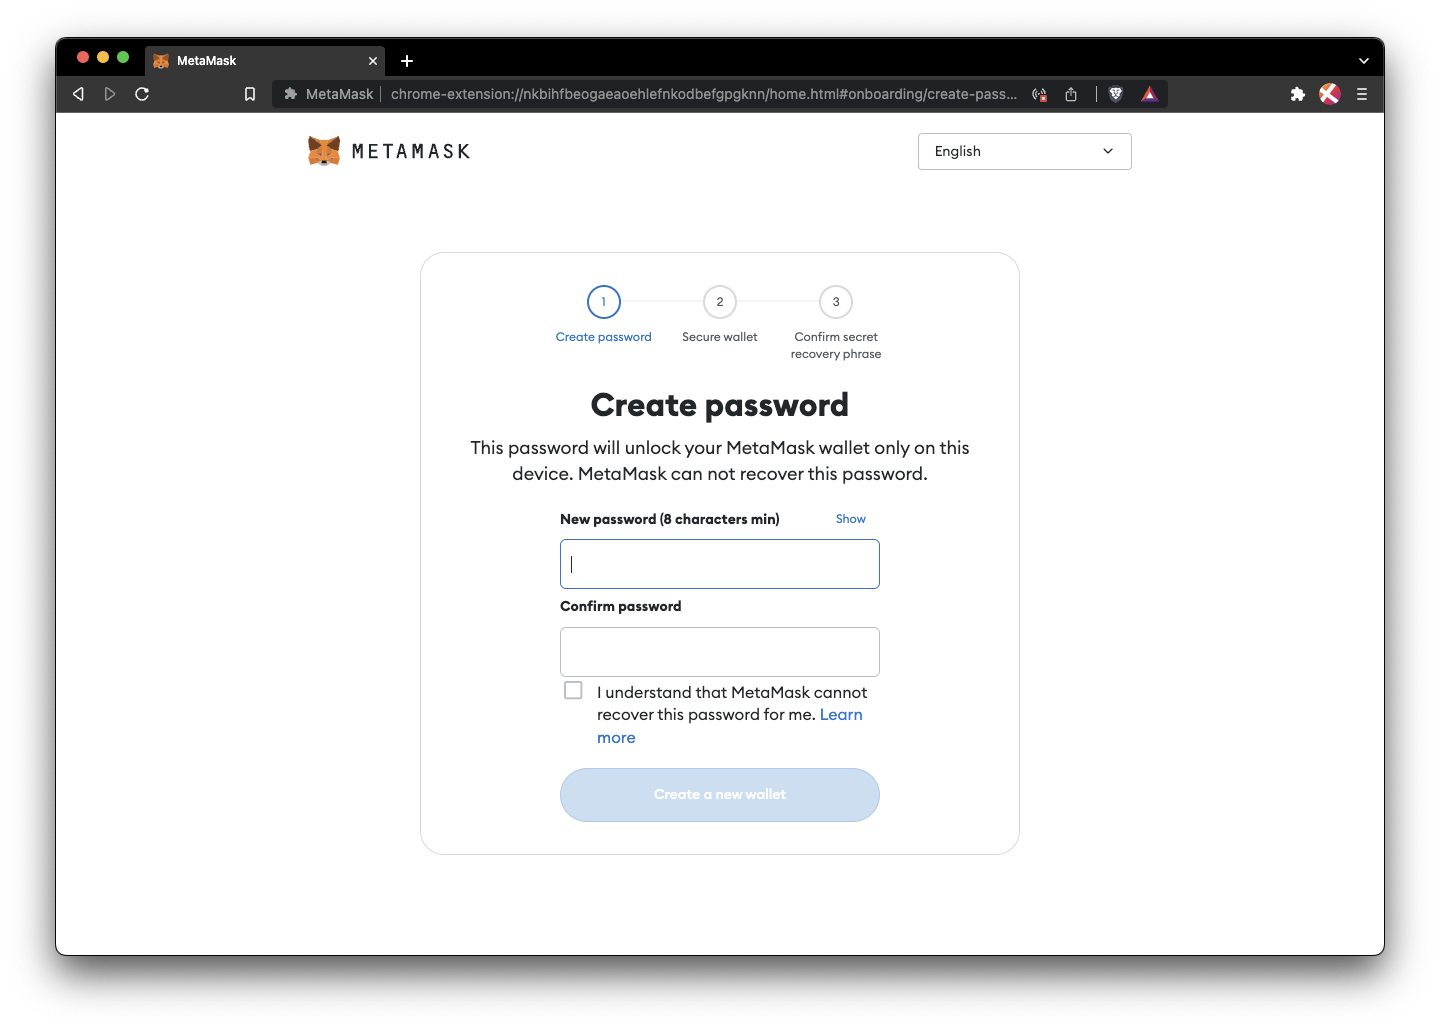 MetaMask
MetaMask
chrome-extension://nkbihfbeogaeaoehlefnkodbefgpgknn/home.html#onboarding/create-pass...
METAMASK
English
1
2
3
Create password
Secure wallet
Confirm secret
recovery phrase
Create password
This password will unlock your MetaMask wallet only on this
device. MetaMask can not recover this password.
New password (8 characters min)
Show
Confirm password
I understand that MetaMask cannot
recover this password for me. Learn
more
Create a new wallet